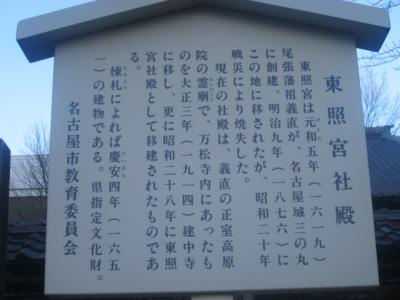 東照宮社殿
東照宮は元和五年(一六一九)
尾張藩祖義直が、名古屋城三の丸
に創建、明治九年(一八七六)に
この地に移されたが、昭和二十年
戦災により焼失した。
現在の社殿は、義直の正室高原
院の霊廟で、万松寺内にあったも
のを大正三年(一九一四)建中寺
に移し、更に昭和二十八年に東照
宮社殿として移建されたものであ
る。
棟札によれば慶安四年(一六五
一)の建物である。県指定文化財。
名古屋市教育委員会